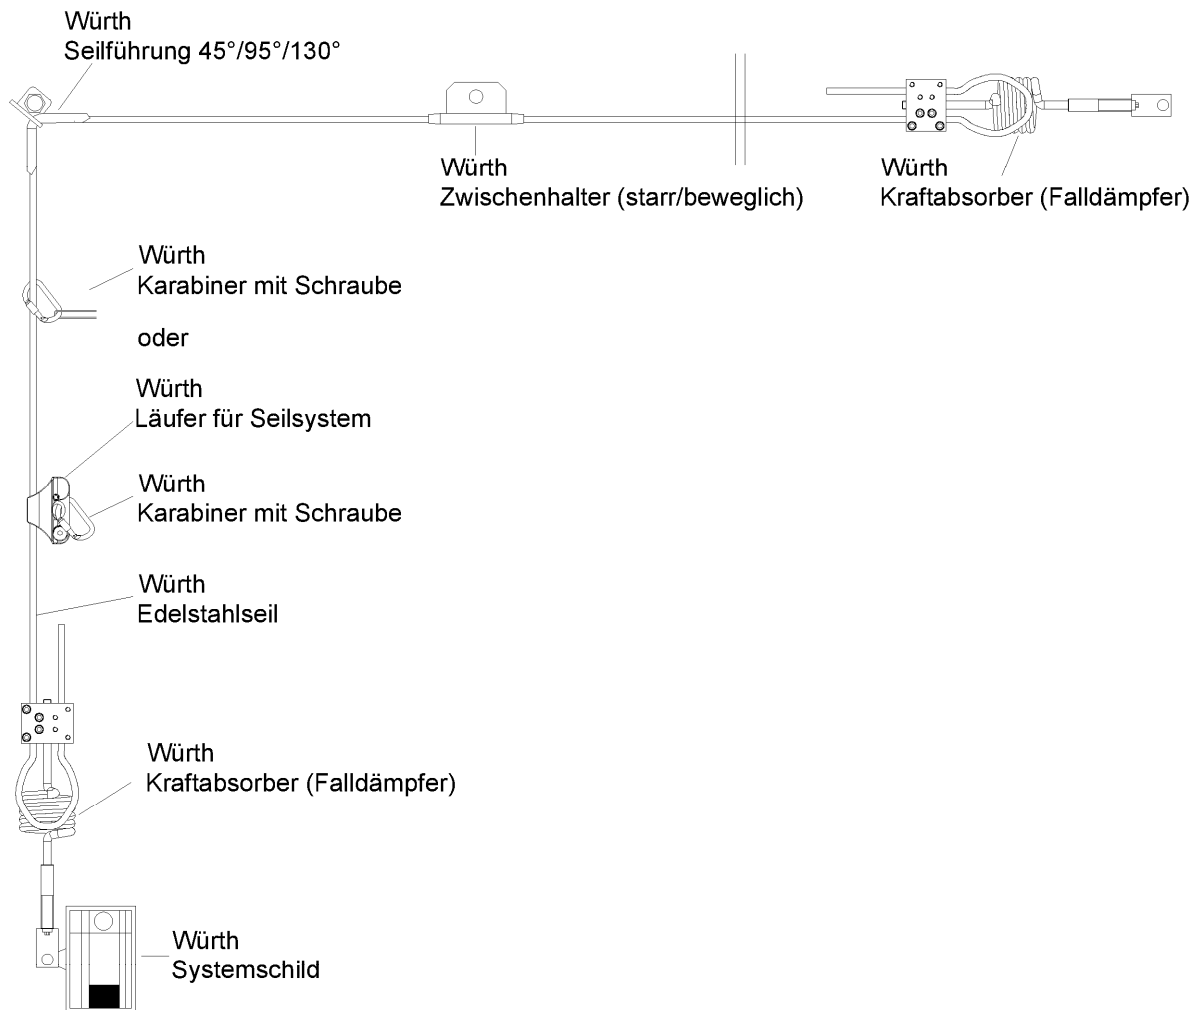 Würth
Seilführung 45°/95°/130°
Würth
Zwischenhalter (starr/beweglich)
Würth
Kraftabsorber (Falldämpfer)
Würth
Karabiner mit Schraube
oder
Würth
Läufer für Seilsystem
Würth
Karabiner mit Schraube
Würth
Edelstahlseil
Würth
Kraftabsorber (Falldämpfer)
Würth
Systemschild